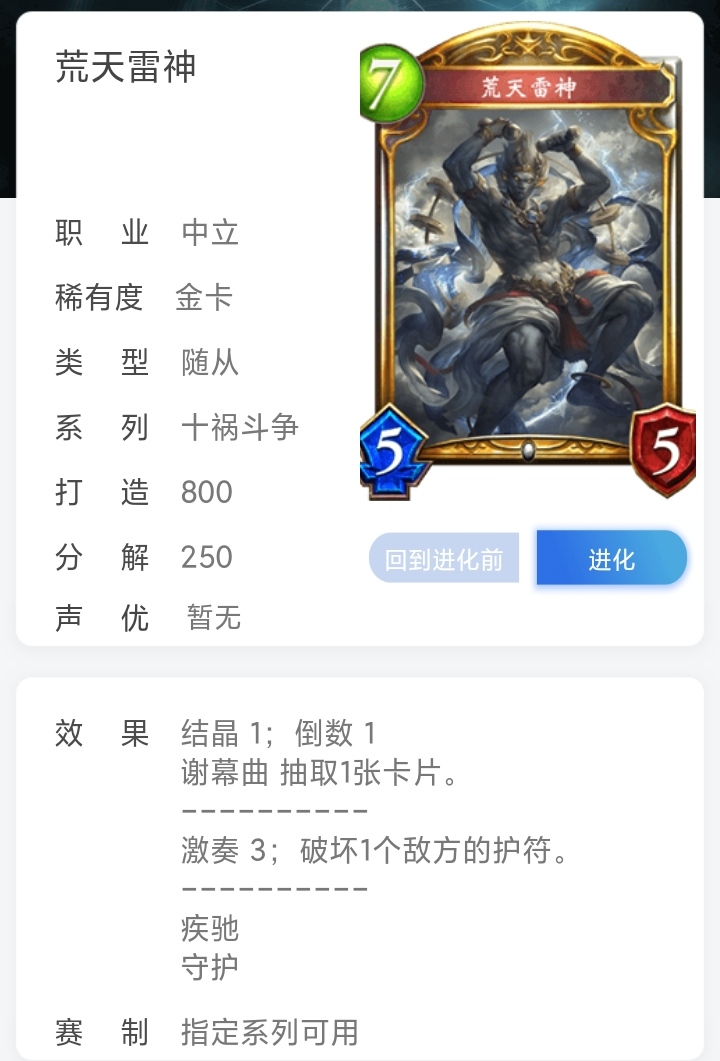 荒天雷神
7
荒天雷神
职 业 中立
稀有度 金卡
类 型 随从
系 列 十祸斗争
打 造 800
分 解 250
声 优 暂无
5
5
回到进化前
进化
效 果 结晶 1；倒数 1
谢幕曲 抽取1张卡片。
----------
激奏 3；破坏1个敌方的护符。
----------
疾驰
守护
赛 制 指定系列可用